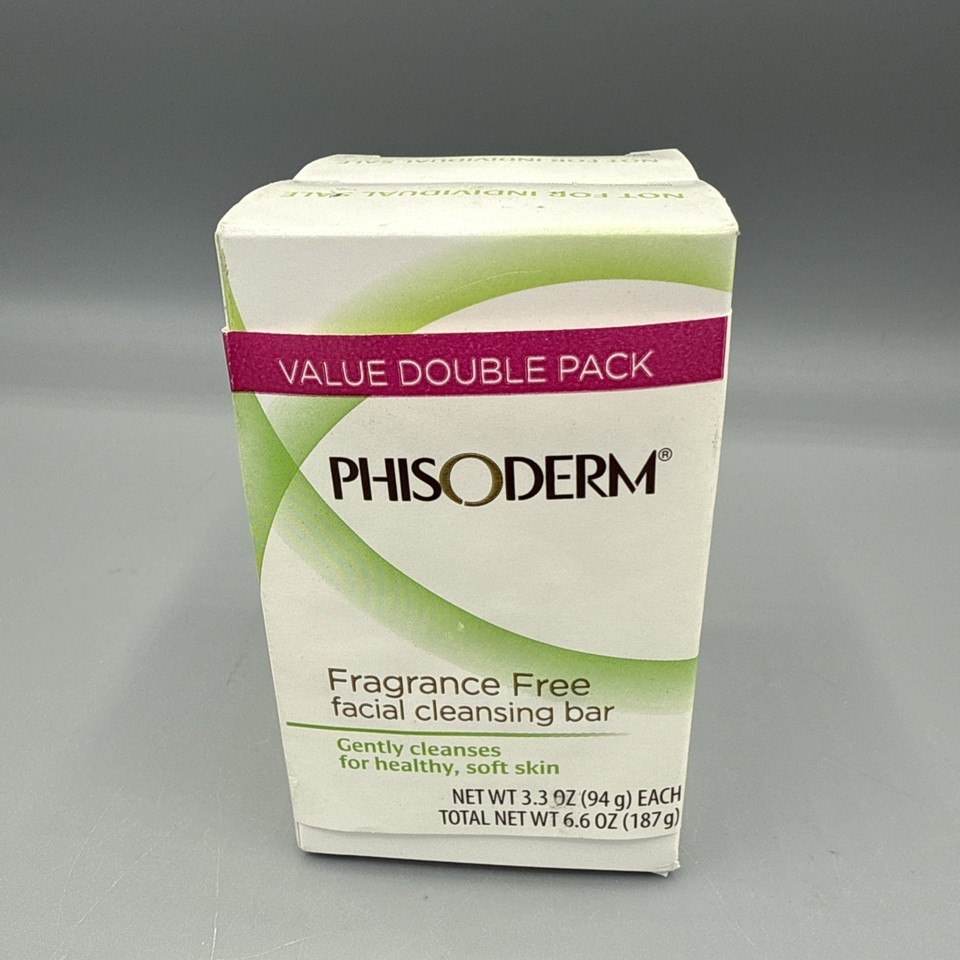 NOT FOR INDIVIDUAL SALE
NOT FOR INDIVIDUAL SALE
VALUE DOUBLE PACK
PHISODERM®
Fragrance Free
facial cleansing bar
Gently cleanses
for healthy, soft skin
NET WT 3.3 OZ (94 g) EACH
TOTAL NET WT 6.6 OZ (187 g)